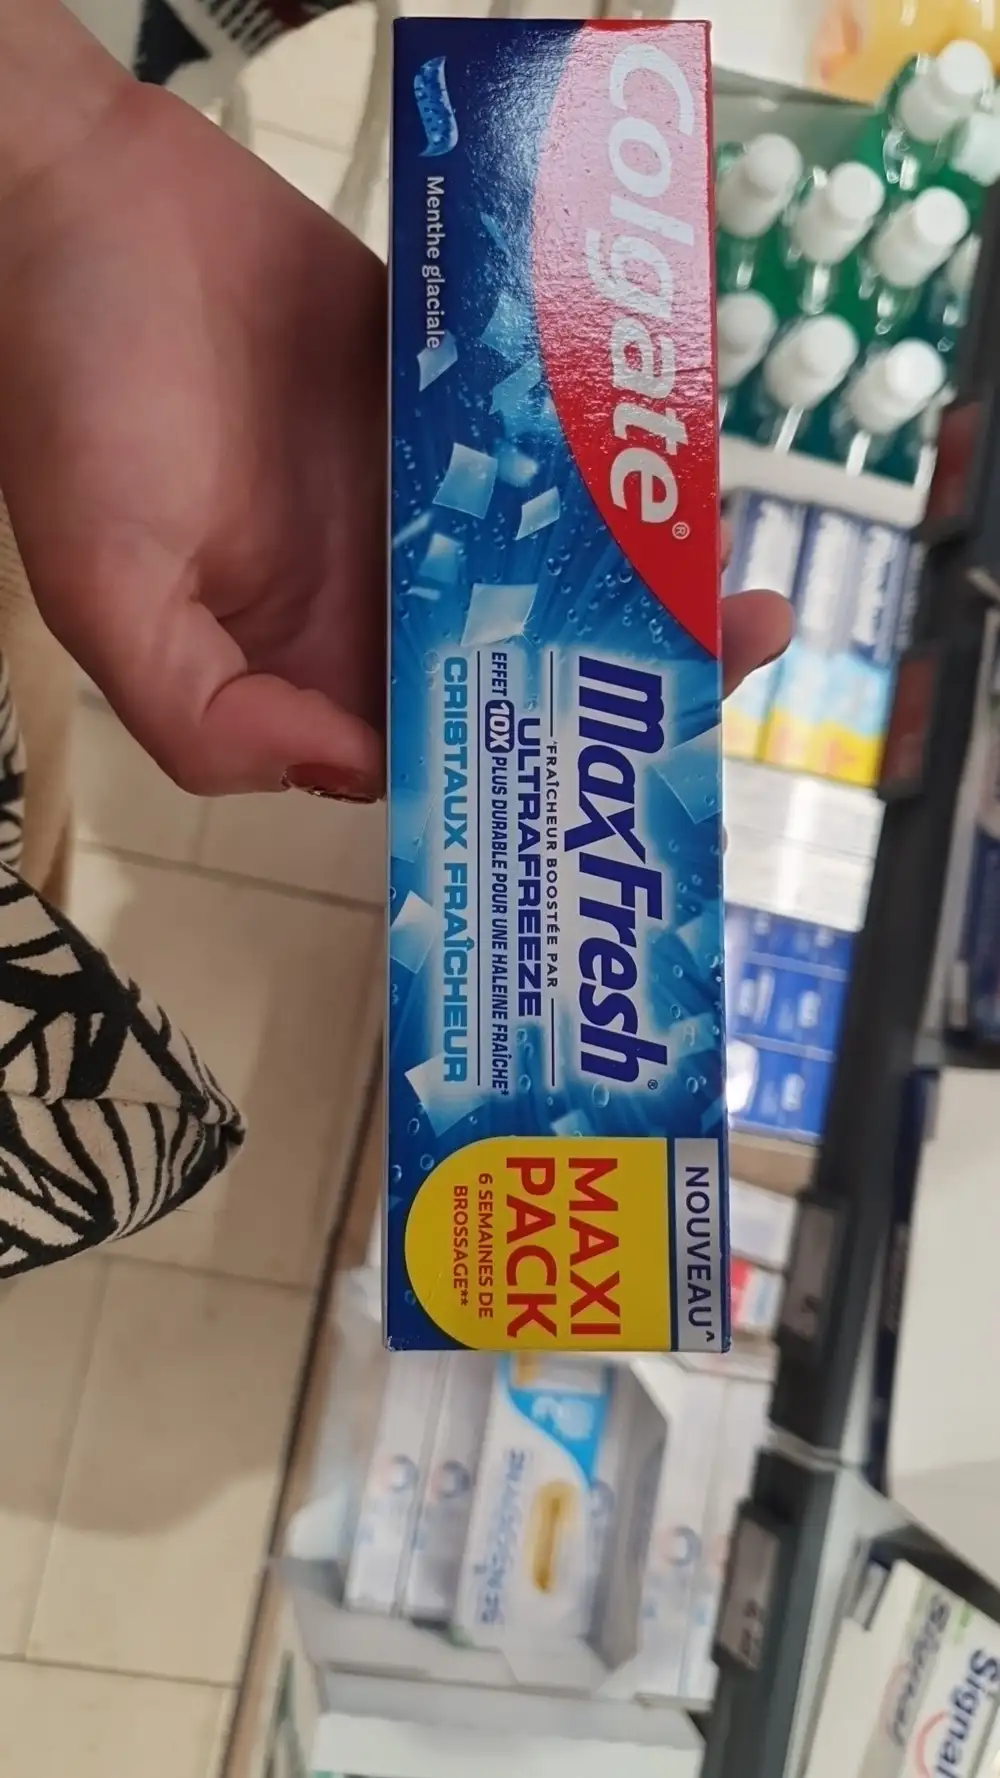 Colgate®
Menthe glaciale
MaxFresh®
^FRAÎCHEUR BOOSTÉE PAR
ULTRAFREEZE
EFFET 10X PLUS DURABLE POUR UNE HALEINE FRAÎCHE*
CRISTAUX FRAÎCHEUR
NOUVEAU^
MAXI
PACK
6 SEMAINES DE
BROSSAGE**
Signal